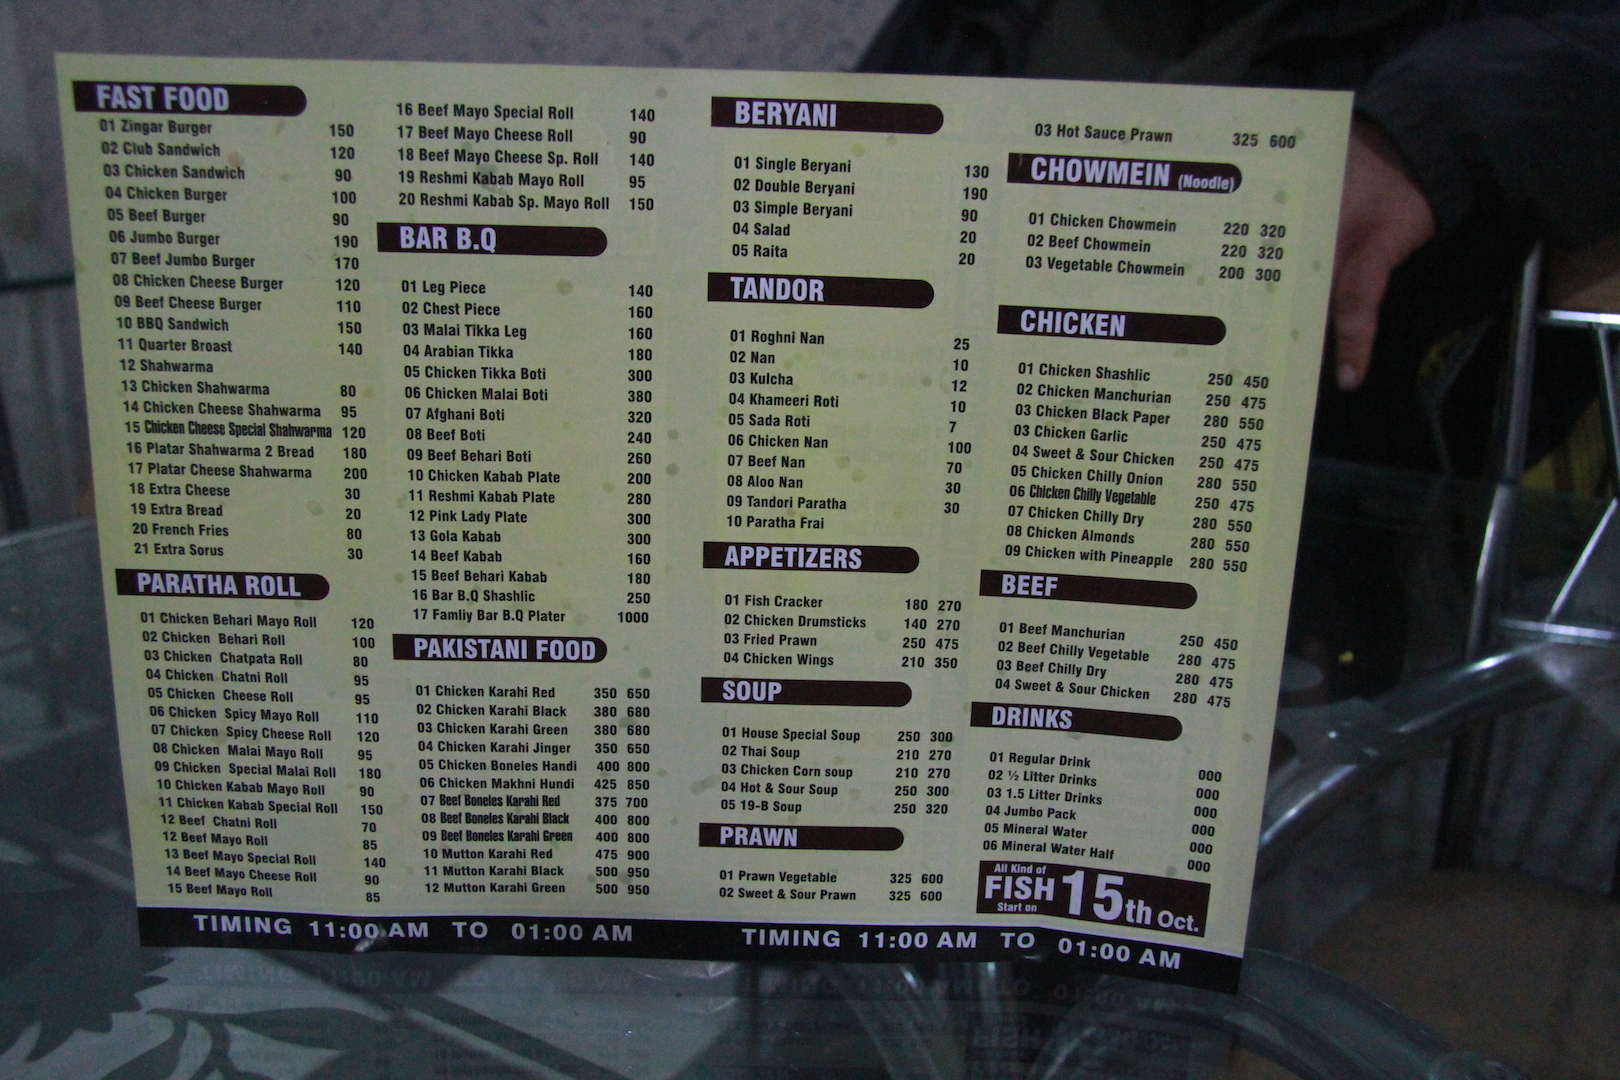 FAST FOOD
01 Zingar Burger 150
02 Club Sandwich 120
03 Chicken Sandwich 90
04 Chicken Burger 100
05 Beef Burger 90
06 Jumbo Burger 190
07 Beef Jumbo Burger 170
08 Chicken Cheese Burger 120
09 Beef Cheese Burger 110
10 BBQ Sandwich 150
11 Quarter Broast 140
12 Shahwarma
13 Chicken Shahwarma 80
14 Chicken Cheese Shahwarma 95
15 Chicken Cheese Special Shahwarma 120
16 Platar Shahwarma 2 Bread 180
17 Platar Cheese Shahwarma 200
18 Extra Cheese 30
19 Extra Bread 20
20 French Fries 80
21 Extra Sorus 30
PARATHA ROLL
01 Chicken Behari Mayo Roll 120
02 Chicken Behari Roll 100
03 Chicken Chatpata Roll 80
04 Chicken Chatni Roll 95
05 Chicken Cheese Roll 95
06 Chicken Spicy Mayo Roll 110
07 Chicken Spicy Cheese Roll 120
08 Chicken Malai Mayo Roll 95
09 Chicken Special Malai Roll 180
10 Chicken Kabab Mayo Roll 90
11 Chicken Kabab Special Roll 150
12 Beef Chatni Roll 70
12 Beef Mayo Roll 85
13 Beef Mayo Special Roll 140
14 Beef Mayo Cheese Roll 90
15 Beef Mayo Roll 85
16 Beef Mayo Special Roll 140
17 Beef Mayo Cheese Roll 90
18 Beef Mayo Cheese Sp. Roll 140
19 Reshmi Kabab Mayo Roll 95
20 Reshmi Kabab Sp. Mayo Roll 150
BAR B.Q
01 Leg Piece 140
02 Chest Piece 160
03 Malai Tikka Leg 160
04 Arabian Tikka 180
05 Chicken Tikka Boti 300
06 Chicken Malai Boti 380
07 Afghani Boti 320
08 Beef Boti 240
09 Beef Behari Boti 260
10 Chicken Kabab Plate 200
11 Reshmi Kabab Plate 280
12 Pink Lady Plate 300
13 Gola Kabab 300
14 Beef Kabab 160
15 Beef Behari Kabab 180
16 Bar B.Q Shashlic 250
17 Famliy Bar B.Q Plater 1000
PAKISTANI FOOD
01 Chicken Karahi Red 350 650
02 Chicken Karahi Black 380 680
03 Chicken Karahi Green 380 680
04 Chicken Karahi Jinger 350 650
05 Chicken Boneles Handi 400 800
06 Chicken Makhni Hundi 425 850
07 Beef Boneles Karahi Red 375 700
08 Beef Boneles Karahi Black 400 800
09 Beef Boneles Karahi Green 400 800
10 Mutton Karahi Red 475 900
11 Mutton Karahi Black 500 950
12 Mutton Karahi Green 500 950
TIMING 11:00 AM TO 01:00 AM
BERYANI
01 Single Beryani 130
02 Double Beryani 190
03 Simple Beryani 90
04 Salad 20
05 Raita 20
TANDOR
01 Roghni Nan 25
02 Nan 10
03 Kulcha 12
04 Khameeri Roti 10
05 Sada Roti 7
06 Chicken Nan 100
07 Beef Nan 70
08 Aloo Nan 30
09 Tandori Paratha 30
10 Paratha Frai
APPETIZERS
01 Fish Cracker 180 270
02 Chicken Drumsticks 140 270
03 Fried Prawn 250 475
04 Chicken Wings 210 350
SOUP
01 House Special Soup 250 300
02 Thai Soup 210 270
03 Chicken Corn soup 210 270
04 Hot & Sour Soup 250 300
05 19-B Soup 250 320
PRAWN
01 Prawn Vegetable 325 600
02 Sweet & Sour Prawn 325 600
03 Hot Sauce Prawn 325 600
CHOWMEIN (Noodle)
01 Chicken Chowmein 220 320
02 Beef Chowmein 220 320
03 Vegetable Chowmein 200 300
CHICKEN
01 Chicken Shashlic 250 450
02 Chicken Manchurian 250 475
03 Chicken Black Paper 280 550
03 Chicken Garlic 250 475
04 Sweet & Sour Chicken 250 475
05 Chicken Chilly Onion 280 550
06 Chicken Chilly Vegetable 250 475
07 Chicken Chilly Dry 280 550
08 Chicken Almonds 280 550
09 Chicken with Pineapple 280 550
BEEF
01 Beef Manchurian 250 450
02 Beef Chilly Vegetable 280 475
03 Beef Chilly Dry 280 475
04 Sweet & Sour Chicken 280 475
DRINKS
01 Regular Drink 000
02 ½ Litter Drinks 000
03 1.5 Litter Drinks 000
04 Jumbo Pack 000
05 Mineral Water 000
06 Mineral Water Half 000
All Kind of
FISH 15th Oct.
Start on
TIMING 11:00 AM TO 01:00 AM